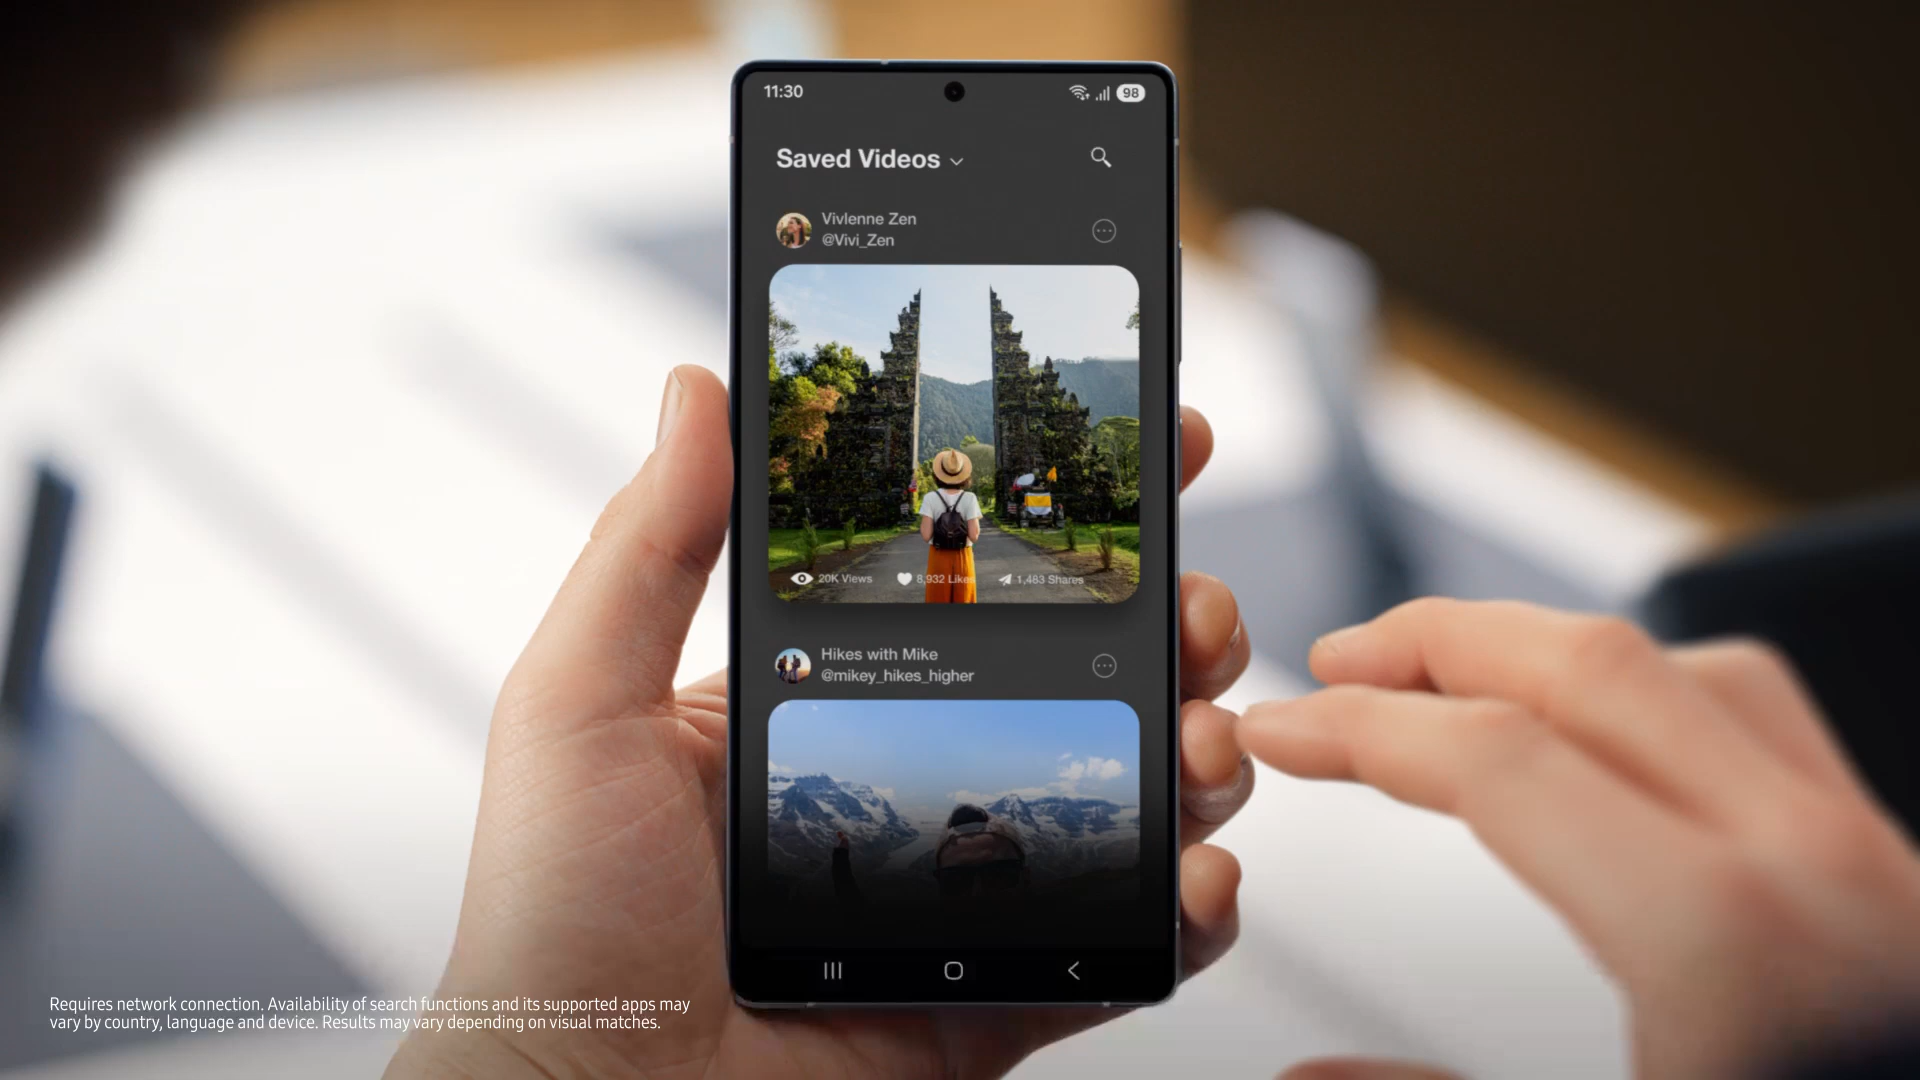 11:30
98
Saved Videos
Vivlenne Zen
@Vivi_Zen
20K Views 8,932 Likes 1,483 Shares
Hikes with Mike
@mikey_hikes_higher
Requires network connection. Availability of search functions and its supported apps may
vary by country, language and device. Results may vary depending on visual matches.